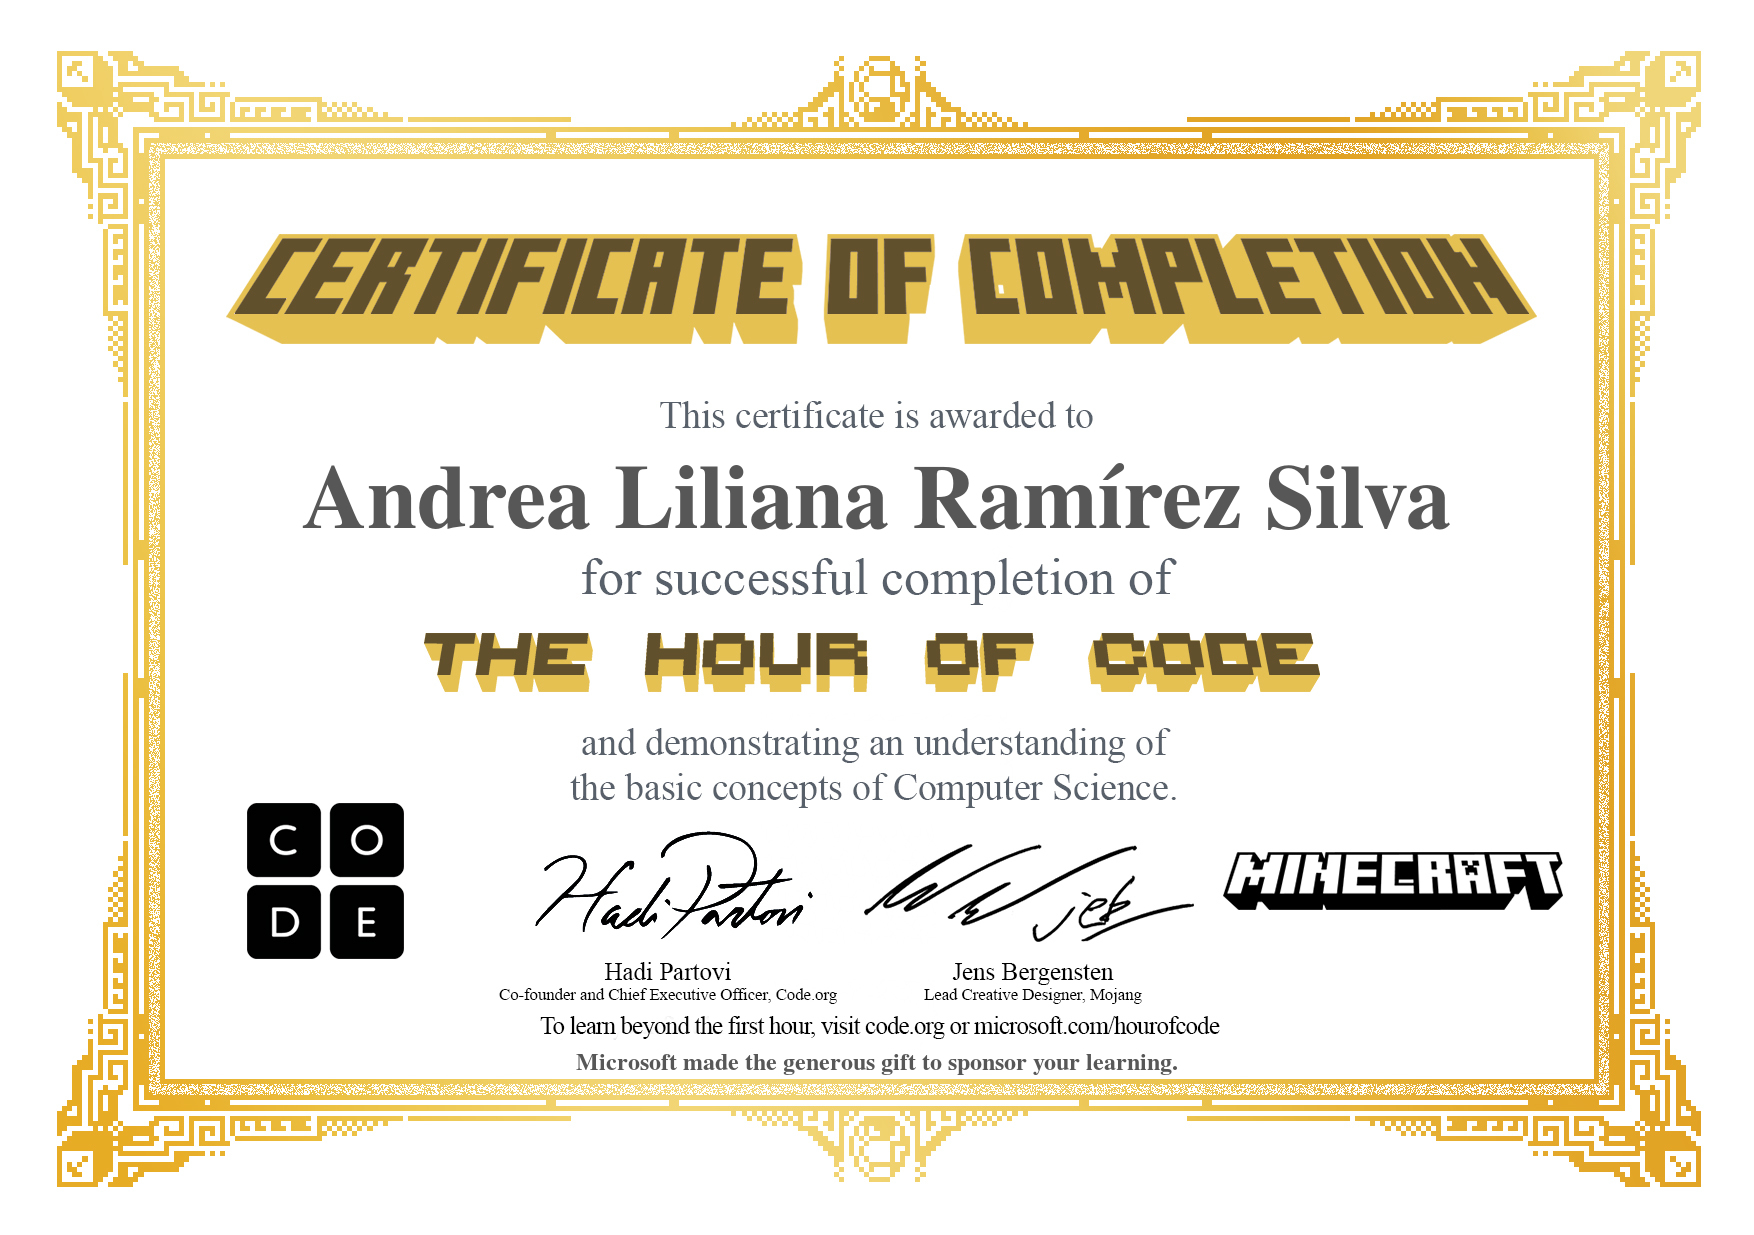 CERTIFICATE OF COMPLETION
This certificate is awarded to
Andrea Liliana Ramírez Silva
for successful completion of
THE HOUR OF CODE
and demonstrating an understanding of
the basic concepts of Computer Science.
C O
D E
Hadi Partovi
jeb
MINECRAFT
Hadi Partovi
Co-founder and Chief Executive Officer, Code.org
Jens Bergensten
Lead Creative Designer, Mojang
To learn beyond the first hour, visit code.org or microsoft.com/hourofcode
Microsoft made the generous gift to sponsor your learning.